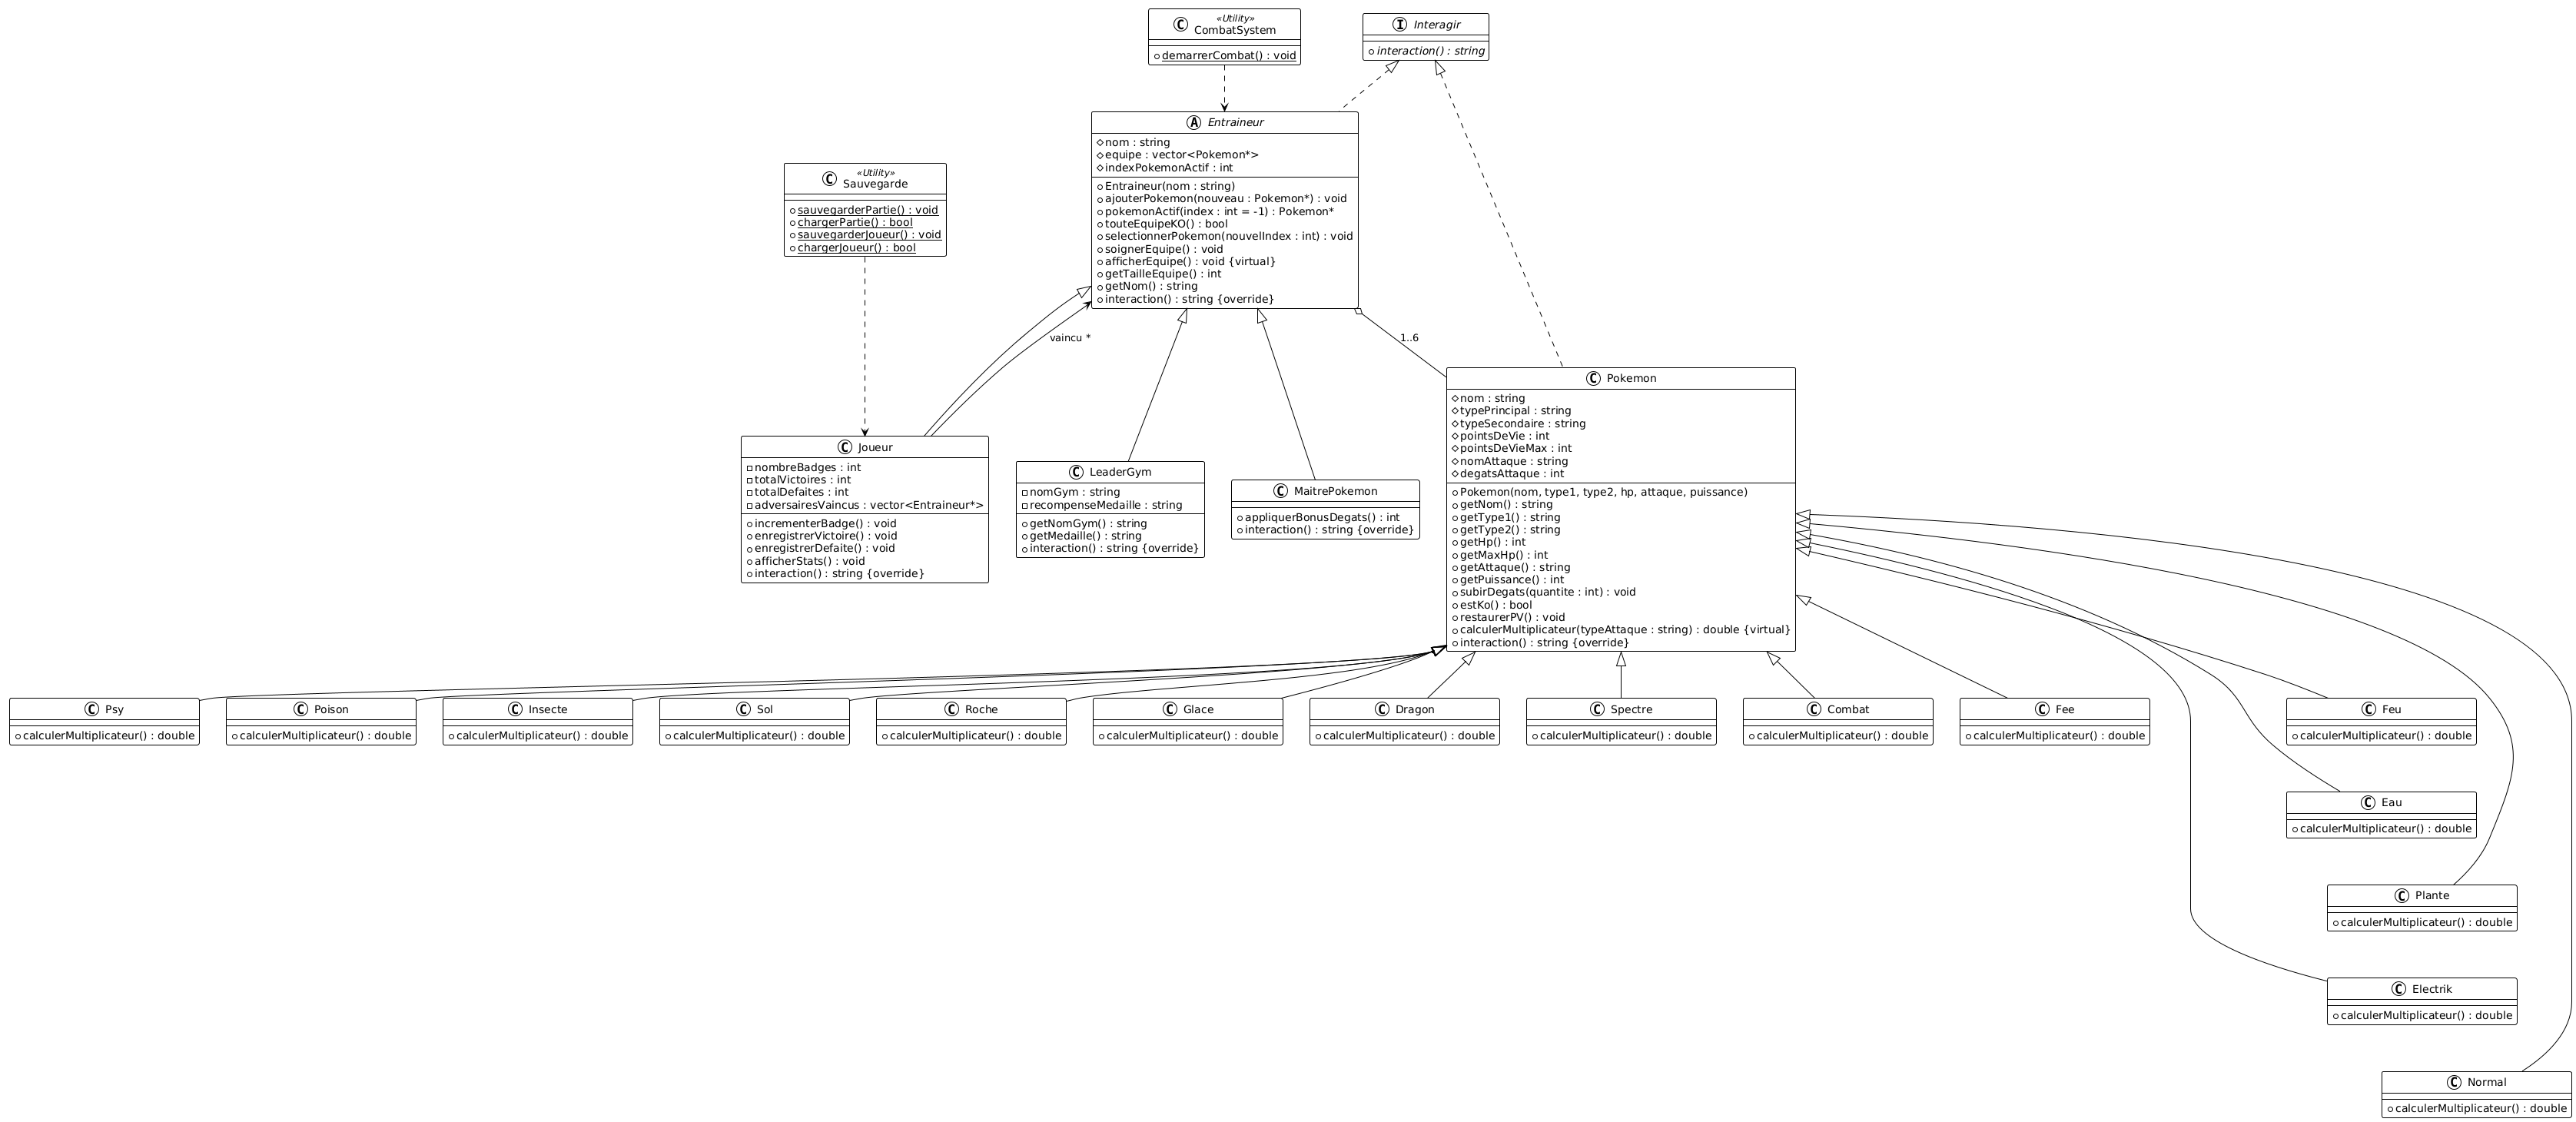 C «Utility»
CombatSystem
demarrerCombat() : void
I Interagir
interaction() : string
A Entraineur
nom : string
equipe : vector<Pokemon*>
indexPokemonActif : int
Entraineur(nom : string)
ajouterPokemon(nouveau : Pokemon*) : void
pokemonActif(index : int = -1) : Pokemon*
touteEquipeKO() : bool
selectionnerPokemon(nouvelIndex : int) : void
soignerEquipe() : void
afficherEquipe() : void {virtual}
getTailleEquipe() : int
getNom() : string
interaction() : string {override}
C «Utility»
Sauvegarde
sauvegarderPartie() : void
chargerPartie() : bool
sauvegarderJoueur() : void
chargerJoueur() : bool
vaincu *
1..6
C Joueur
nombreBadges : int
totalVictoires : int
totalDefaites : int
adversairesVaincus : vector<Entraineur*>
incrementerBadge() : void
enregistrerVictoire() : void
enregistrerDefaite() : void
afficherStats() : void
interaction() : string {override}
C LeaderGym
nomGym : string
recompenseMedaille : string
getNomGym() : string
getMedaille() : string
interaction() : string {override}
C MaitrePokemon
appliquerBonusDegats() : int
interaction() : string {override}
C Pokemon
nom : string
typePrincipal : string
typeSecondaire : string
pointsDeVie : int
pointsDeVieMax : int
nomAttaque : string
degatsAttaque : int
Pokemon(nom, type1, type2, hp, attaque, puissance)
getNom() : string
getType1() : string
getType2() : string
getHp() : int
getMaxHp() : int
getAttaque() : string
getPuissance() : int
subirDegats(quantite : int) : void
estKo() : bool
restaurerPV() : void
calculerMultiplicateur(typeAttaque : string) : double {virtual}
interaction() : string {override}
C Psy
calculerMultiplicateur() : double
C Poison
calculerMultiplicateur() : double
C Insecte
calculerMultiplicateur() : double
C Sol
calculerMultiplicateur() : double
C Roche
calculerMultiplicateur() : double
C Glace
calculerMultiplicateur() : double
C Dragon
calculerMultiplicateur() : double
C Spectre
calculerMultiplicateur() : double
C Combat
calculerMultiplicateur() : double
C Fee
calculerMultiplicateur() : double
C Feu
calculerMultiplicateur() : double
C Eau
calculerMultiplicateur() : double
C Plante
calculerMultiplicateur() : double
C Electrik
calculerMultiplicateur() : double
C Normal
calculerMultiplicateur() : double